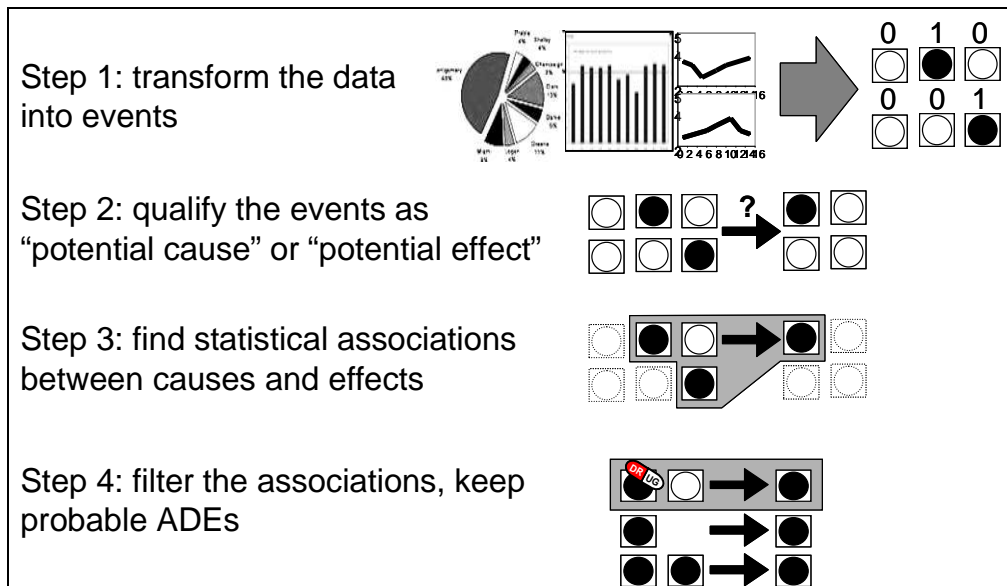 Step 1: transform the data
into events
0 1 0
0 0 1
Step 2: qualify the events as
“potential cause” or “potential effect”
?
Step 3: find statistical associations
between causes and effects
Step 4: filter the associations, keep
probable ADEs
DRUG